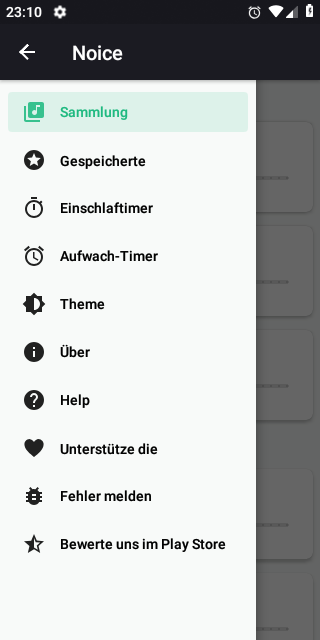 23:10
Noice
Sammlung
Gespeicherte
Einschlaftimer
Aufwach-Timer
Theme
Über
Help
Unterstütze die
Fehler melden
Bewerte uns im Play Store